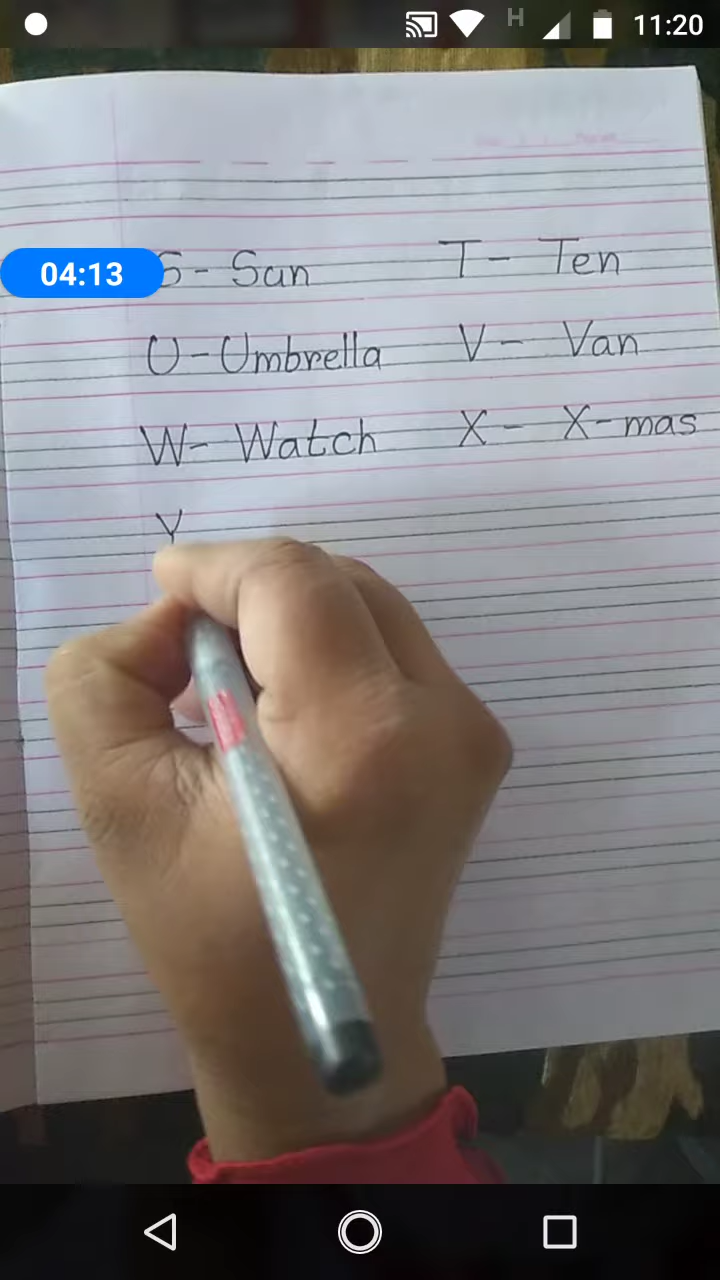 H 11:20
04:13
S- Sun T- Ten
U-Umbrella V- Van
W- Watch X- X-mas
Y